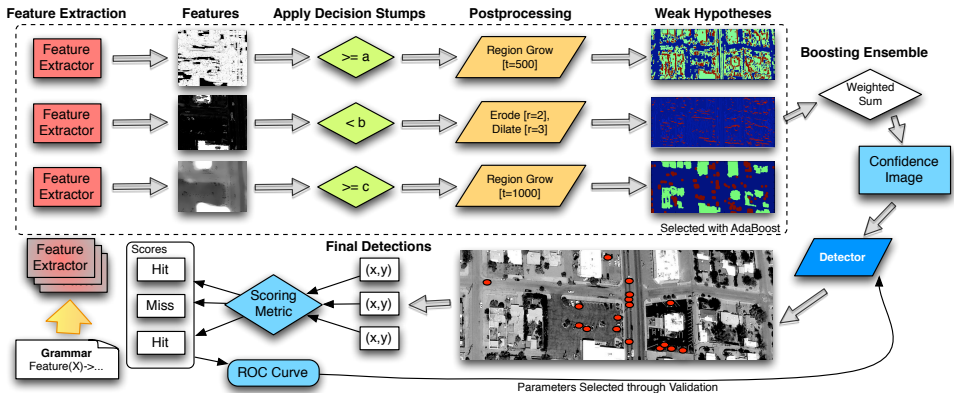 Feature Extraction
Features
Apply Decision Stumps
Postprocessing
Weak Hypotheses
Feature
Extractor
>= a
Region Grow
[t=500]
Boosting Ensemble
Weighted
Sum
Feature
Extractor
< b
Erode [r=2],
Dilate [r=3]
Feature
Extractor
>= c
Region Grow
[t=1000]
Confidence
Image
Selected with AdaBoost
Feature
Extractor
Scores
Hit
Miss
Hit
Final Detections
Scoring
Metric
(x,y)
(x,y)
(x,y)
Detector
Grammar
Feature(X)->...
ROC Curve
Parameters Selected through Validation